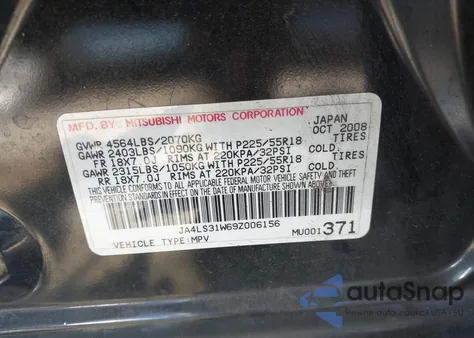 MFD. BY: MITSUBISHI MOTORS CORPORATION JAPAN
GVWR 4564LBS/2070KG OCT 2008
GAWR 2403LBS/1090KG WITH P225/55R18 TIRES
FR 18X7.0J RIMS AT 220KPA/32PSI COLD.
GAWR 2315LBS/1050KG WITH P225/55R18 TIRES
RR 18X7.0J RIMS AT 220KPA/32PSI COLD.
THIS VEHICLE CONFORMS TO ALL APPLICABLE
FEDERAL MOTOR VEHICLE SAFETY AND THEFT
PREVENTION STANDARDS IN EFFECT ON THE DATE OF
MANUFACTURE SHOWN ABOVE.
JA4LS31W69Z006156
VEHICLE TYPE:MPV MU001371
autoSnap